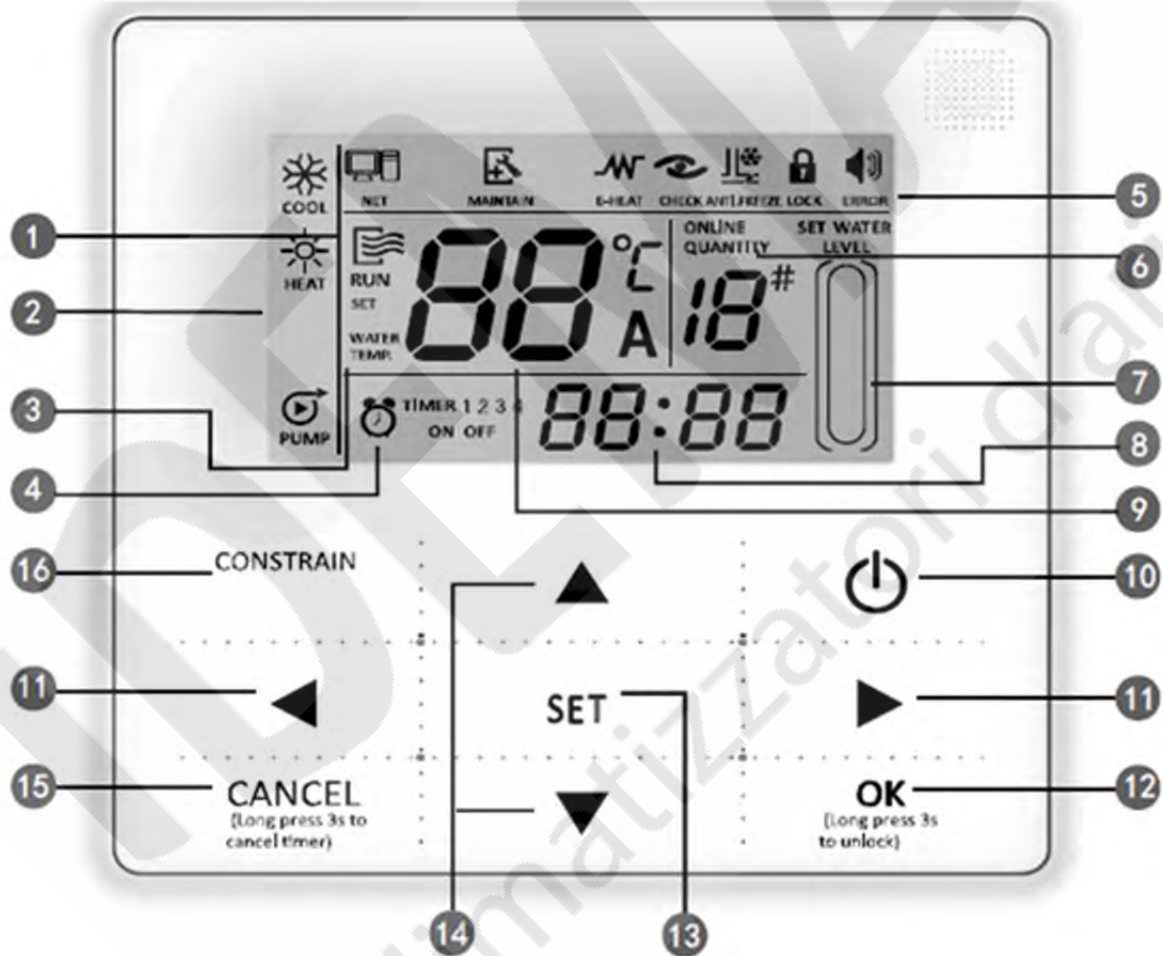 COOL
NET
MAINTAIN
E-HEAT
CHECK
ANTI.FREEZE
LOCK
ERROR
1
5
HEAT
RUN
SET
88
°C
A
ONLINE
QUANTITY
18#
SET WATER
LEVEL
6
2
WATER
TEMP.
7
3
PUMP
TIMER 1 2 3 4
ON OFF
88:88
8
4
9
16
CONSTRAIN
10
11
SET
11
15
CANCEL
(Long press 3s to
cancel timer)
OK
(Long press 3s
to unlock)
12
14
13
IDEMA
climatizzatori d'ari